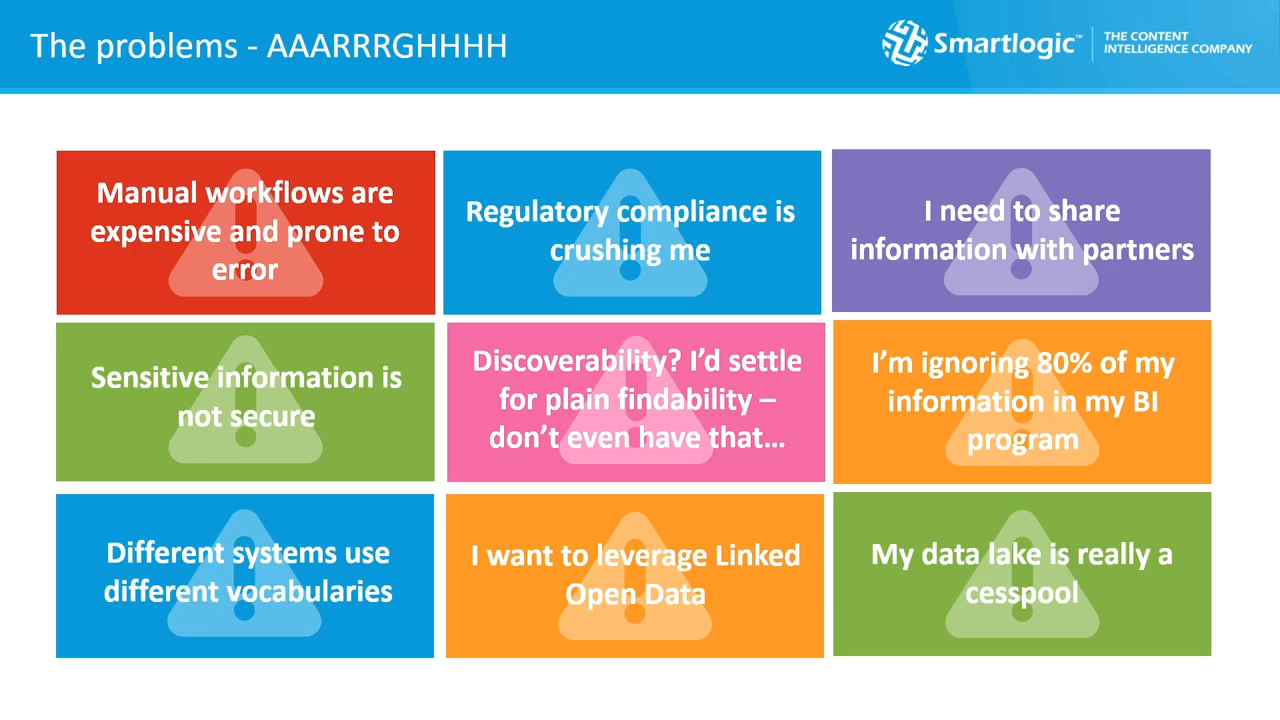 The problems - AAARRRGHHHH
Smartlogic™
THE CONTENT
INTELLIGENCE COMPANY
Manual workflows are
expensive and prone to
error
Regulatory compliance is
crushing me
I need to share
information with partners
Sensitive information is
not secure
Discoverability? I’d settle
for plain findability –
don’t even have that…
I’m ignoring 80% of my
information in my BI
program
Different systems use
different vocabularies
I want to leverage Linked
Open Data
My data lake is really a
cesspool